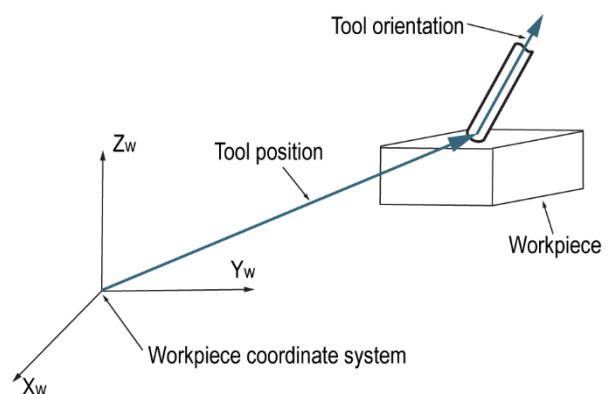 Tool orientation
Tool position
Zw
Workpiece
Yw
Workpiece coordinate system
Xw